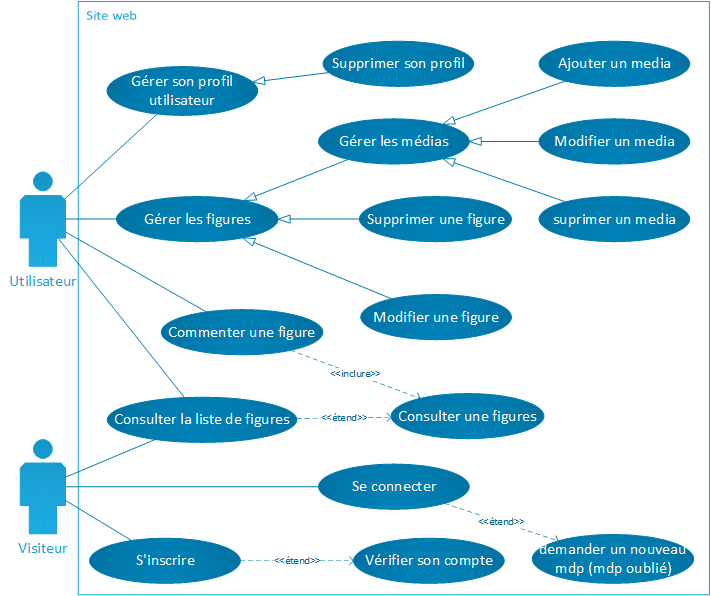 Site web
Supprimer son profil
Ajouter un media
Gérer son profil
utilisateur
Gérer les médias
Modifier un media
Gérer les figures
Supprimer une figure
suprimer un media
Utilisateur
Modifier une figure
Commenter une figure
<<inclure>>
Consulter la liste de figures
<<étend>>
Consulter une figures
Se connecter
<<étend>>
Visiteur
S'inscrire
<<étend>>
Vérifier son compte
demander un nouveau
mdp (mdp oublié)